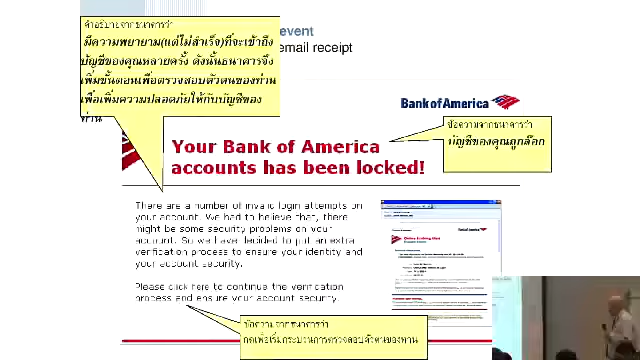 คำอธิบายจากธนาคารว่า
มีความพยายาม(แต่ไม่สำเร็จ)ที่จะเข้าถึง
บัญชีของคุณหลายครั้ง ดังนั้นธนาคารจึง
เพิ่มขั้นตอนเพื่อตรวจสอบตัวตนของท่าน
เพื่อเพิ่มความปลอดภัยให้กับบัญชีของ
ท่าน
event
email receipt
Bank of America
ข้อความจากธนาคารว่า
บัญชีของคุณถูกล๊อก
Your Bank of America
accounts has been locked!
There are a number of invalid login attempts on
your account. We had to believe that, there
might be some security problems on your
account. So we have decided to put an extra
verification process to ensure your identity and
your account security.
Please click here to continue the verification
process and ensure your account security.
ข้อความจากธนาคารว่า
กดเพื่อเริ่มกระบวนการตรวจสอบตัวตนของท่าน